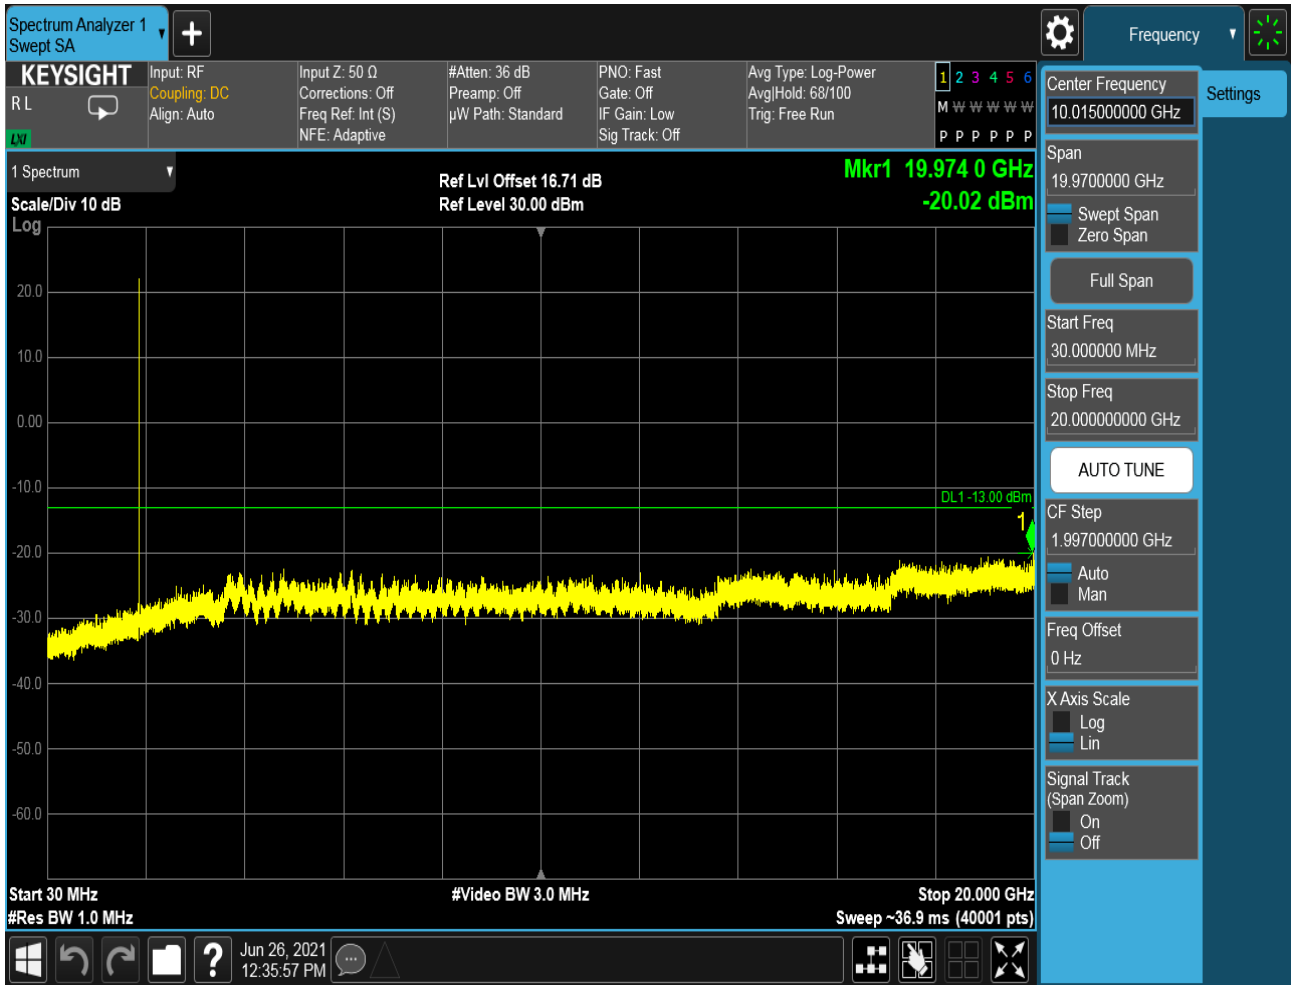 Spectrum Analyzer 1
Swept SA
Frequency
KEYSIGHT
R L
LXI
Input: RF
Coupling: DC
Align: Auto
Input Z: 50 Ω
Corrections: Off
Freq Ref: Int (S)
NFE: Adaptive
#Atten: 36 dB
Preamp: Off
µW Path: Standard
PNO: Fast
Gate: Off
IF Gain: Low
Sig Track: Off
Avg Type: Log-Power
Avg|Hold: 68/100
Trig: Free Run
1 2 3 4 5 6
M W W W W W
P P P P P P
1 Spectrum
Scale/Div 10 dB
Log
Ref Lvl Offset 16.71 dB
Ref Level 30.00 dBm
Mkr1 19.974 0 GHz
-20.02 dBm
20.0
10.0
0.00
-10.0
-20.0
-30.0
-40.0
-50.0
-60.0
DL1 -13.00 dBm
1
Start 30 MHz
#Res BW 1.0 MHz
#Video BW 3.0 MHz
Stop 20.000 GHz
Sweep ~36.9 ms (40001 pts)
Jun 26, 2021
12:35:57 PM
Center Frequency
10.015000000 GHz
Settings
Span
19.9700000 GHz
Swept Span
Zero Span
Full Span
Start Freq
30.000000 MHz
Stop Freq
20.000000000 GHz
AUTO TUNE
CF Step
1.997000000 GHz
Auto
Man
Freq Offset
0 Hz
X Axis Scale
Log
Lin
Signal Track
(Span Zoom)
On
Off